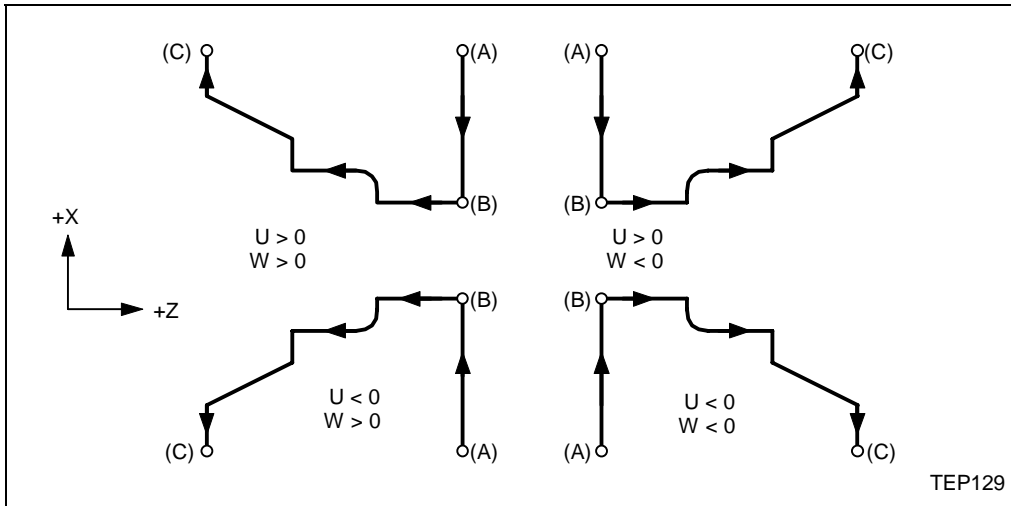 (C) (A) (A) (C)
(B) (B)
+X
U > 0
W > 0
U > 0
W < 0
+Z
(B) (B)
U < 0
W > 0
U < 0
W < 0
(C) (A) (A) (C)
TEP129